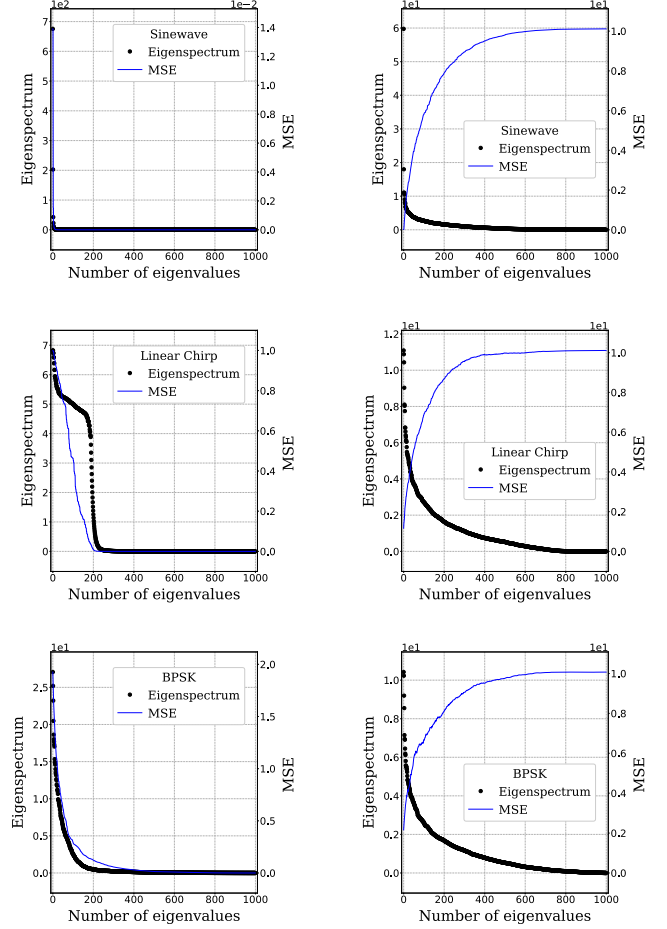 1e2 1e−2
7
6
5
4
3
2
1
0
Eigenspectrum
Sinewave
Eigenspectrum
MSE
1.4
1.2
1.0
0.8
0.6
0.4
0.2
0.0
MSE
0 200 400 600 800 1000
Number of eigenvalues
1e1 1e1
6
5
4
3
2
1
0
Eigenspectrum
Sinewave
Eigenspectrum
MSE
1.0
0.8
0.6
0.4
0.2
0.0
MSE
0 200 400 600 800 1000
Number of eigenvalues
7
6
5
4
3
2
1
0
Eigenspectrum
Linear Chirp
Eigenspectrum
MSE
1.0
0.8
0.6
0.4
0.2
0.0
MSE
0 200 400 600 800 1000
Number of eigenvalues
1e1 1e1
1.2
1.0
0.8
0.6
0.4
0.2
0.0
Eigenspectrum
Linear Chirp
Eigenspectrum
MSE
1.0
0.8
0.6
0.4
0.2
0.0
MSE
0 200 400 600 800 1000
Number of eigenvalues
1e1
2.5
2.0
1.5
1.0
0.5
0.0
Eigenspectrum
BPSK
Eigenspectrum
MSE
2.0
1.5
1.0
0.5
0.0
MSE
0 200 400 600 800 1000
Number of eigenvalues
1e1 1e1
1.0
0.8
0.6
0.4
0.2
0.0
Eigenspectrum
BPSK
Eigenspectrum
MSE
1.0
0.8
0.6
0.4
0.2
0.0
MSE
0 200 400 600 800 1000
Number of eigenvalues